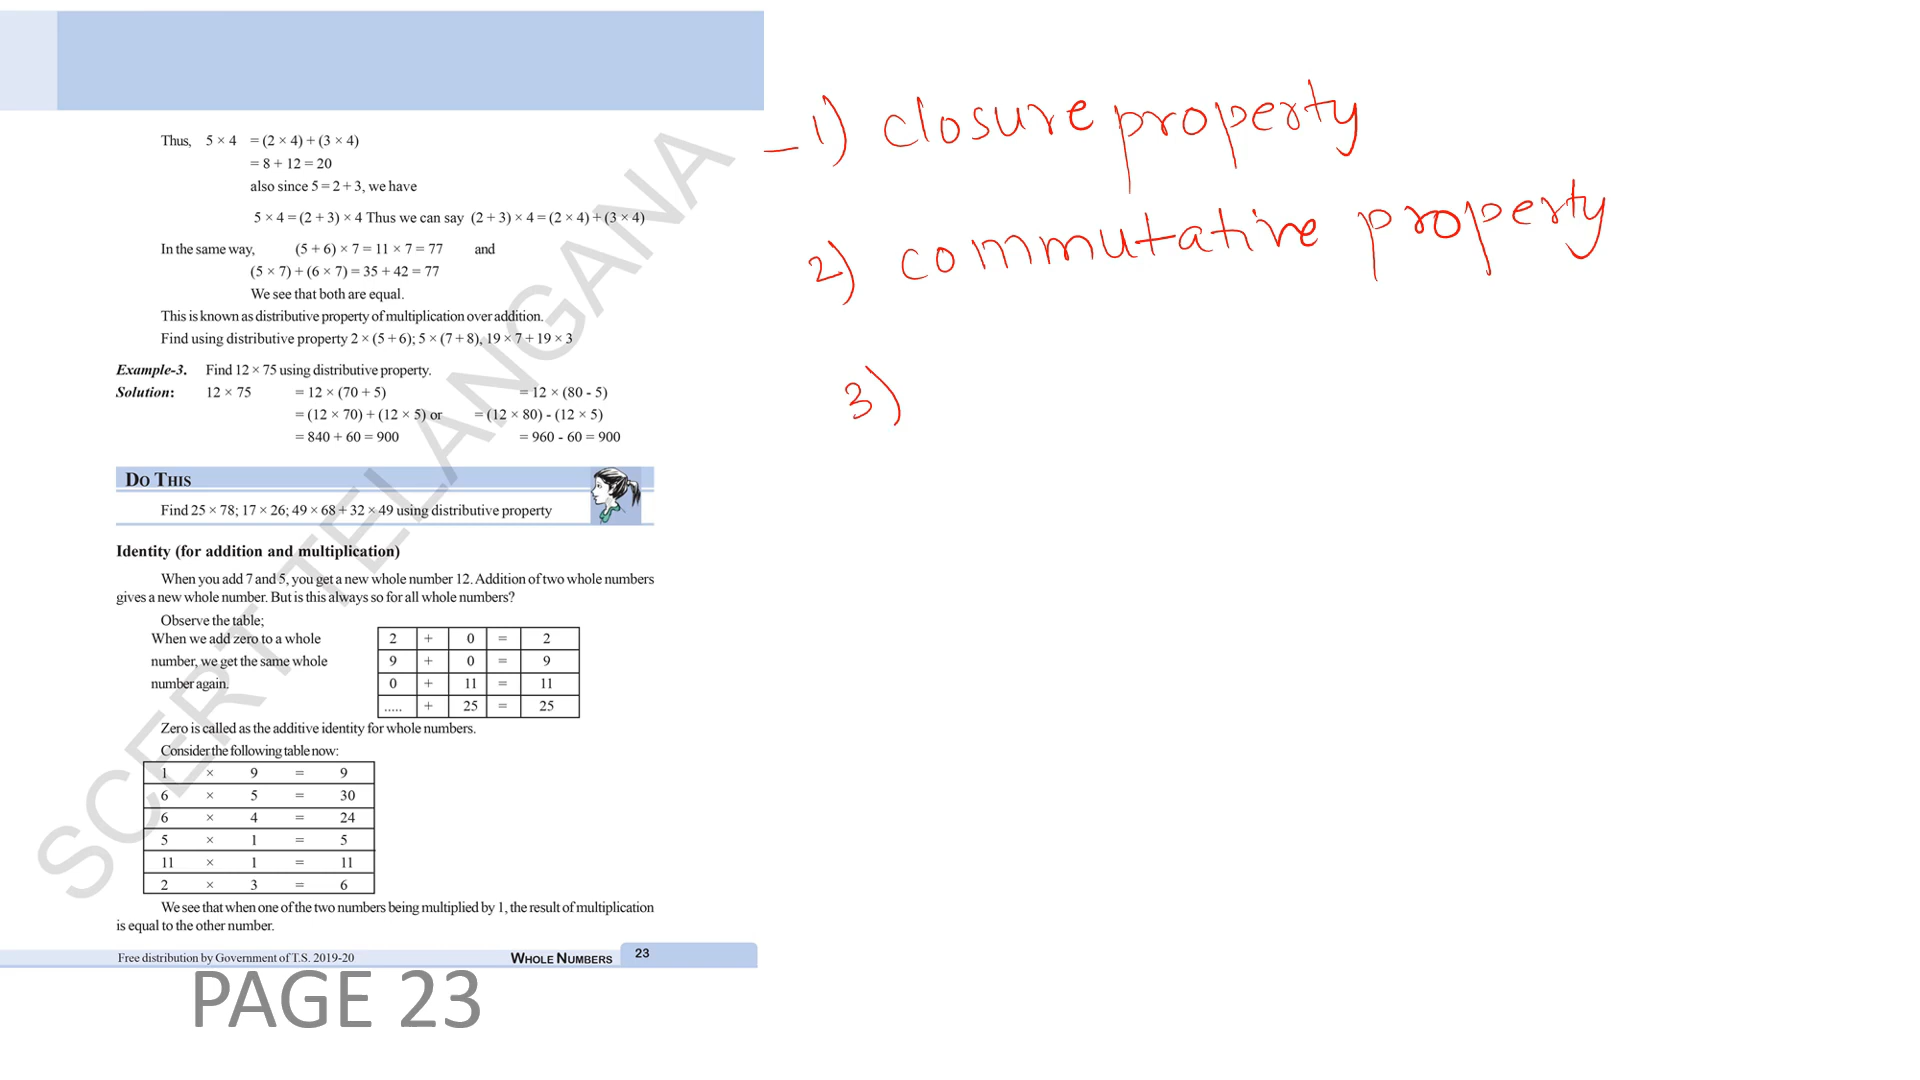 Thus, 5 × 4 = (2 × 4) + (3 × 4)
= 8 + 12 = 20
also since 5 = 2 + 3, we have
5 × 4 = (2 + 3) × 4 Thus we can say (2 + 3) × 4 = (2 × 4) + (3 × 4)
In the same way, (5 + 6) × 7 = 11 × 7 = 77 and
(5 × 7) + (6 × 7) = 35 + 42 = 77
We see that both are equal.
This is known as distributive property of multiplication over addition.
Find using distributive property 2 × (5 + 6); 5 × (7 + 8), 19 × 7 + 19 × 3
Example-3. Find 12 × 75 using distributive property.
Solution: 12 × 75 = 12 × (70 + 5) = 12 × (80 - 5)
= (12 × 70) + (12 × 5) or = (12 × 80) - (12 × 5)
= 840 + 60 = 900 = 960 - 60 = 900
DO THIS
Find 25 × 78; 17 × 26; 49 × 68 + 32 × 49 using distributive property
Identity (for addition and multiplication)
When you add 7 and 5, you get a new whole number 12. Addition of two whole numbers
gives a new whole number. But is this always so for all whole numbers?
Observe the table;
When we add zero to a whole
number, we get the same whole
number again.
2 + 0 = 2
9 + 0 = 9
0 + 11 = 11
..... + 25 = 25
Zero is called as the additive identity for whole numbers.
Consider the following table now:
1 × 9 = 9
6 × 5 = 30
6 × 4 = 24
5 × 1 = 5
11 × 1 = 11
2 × 3 = 6
We see that when one of the two numbers being multiplied by 1, the result of multiplication
is equal to the other number.
Free distribution by Government of T.S. 2019-20 WHOLE NUMBERS 23
PAGE 23
SCERT TELANGANA
1) closure property
2) commutative property
3)